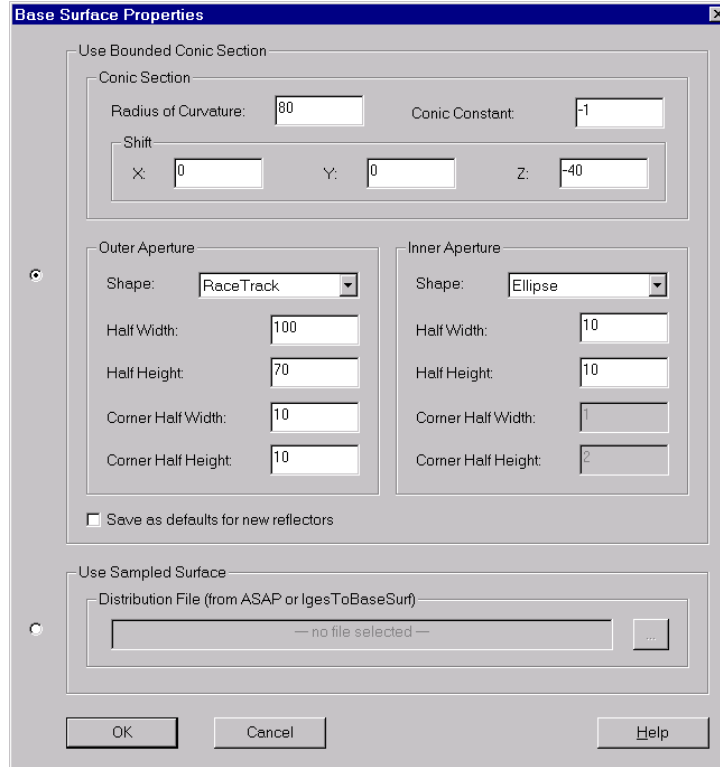 Base Surface Properties
Use Bounded Conic Section
Conic Section
Radius of Curvature: 80 Conic Constant: -1
Shift
X: 0 Y: 0 Z: -40
Outer Aperture
Shape: RaceTrack
Half Width: 100
Half Height: 70
Corner Half Width: 10
Corner Half Height: 10
Inner Aperture
Shape: Ellipse
Half Width: 10
Half Height: 10
Corner Half Width: 1
Corner Half Height: 2
Save as defaults for new reflectors
Use Sampled Surface
Distribution File (from ASAP or IgesToBaseSurf)
— no file selected — ...
OK Cancel Help